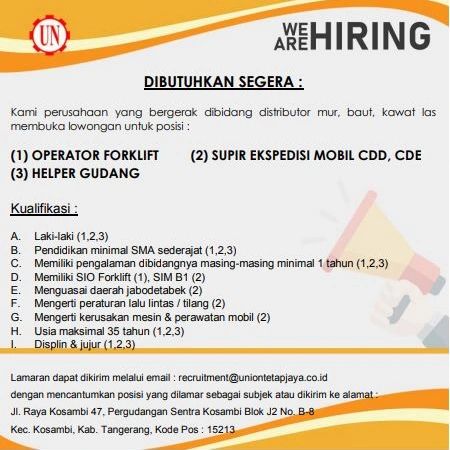 UN
WE ARE HIRING
DIBUTUHKAN SEGERA :
Kami perusahaan yang bergerak dibidang distributor mur, baut, kawat las
membuka lowongan untuk posisi :
(1) OPERATOR FORKLIFT (2) SUPIR EKSPEDISI MOBIL CDD, CDE
(3) HELPER GUDANG
Kualifikasi :
A. Laki-laki (1,2,3)
B. Pendidikan minimal SMA sederajat (1,2,3)
C. Memiliki pengalaman dibidangnya masing-masing minimal 1 tahun (1,2,3)
D. Memiliki SIO Forklift (1), SIM B1 (2)
E. Menguasai daerah jabodetabek (2)
F. Mengerti peraturan lalu lintas / tilang (2)
G. Mengerti kerusakan mesin & perawatan mobil (2)
H. Usia maksimal 35 tahun (1,2,3)
I. Displin & jujur (1,2,3)
Lamaran dapat dikirim melalui email : recruitment@uniontetapjaya.co.id
dengan mencantumkan posisi yang dilamar sebagai subjek atau dikirim ke alamat :
Jl. Raya Kosambi 47, Pergudangan Sentra Kosambi Blok J2 No. B-8
Kec. Kosambi, Kab. Tangerang, Kode Pos : 15213